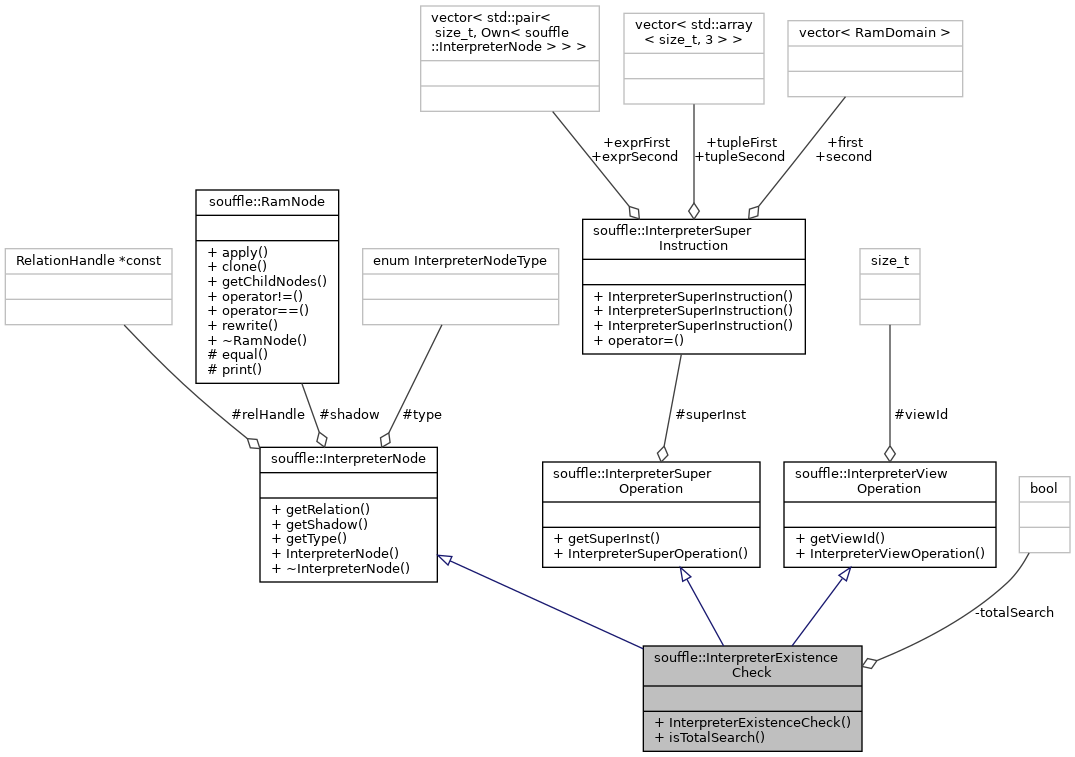 vector< std::pair<
size_t, Own< souffle
::InterpreterNode > > >
vector< std::array
< size_t, 3 > >
vector< RamDomain >
+exprFirst
+exprSecond
+tupleFirst
+tupleSecond
+first
+second
souffle::RamNode
+ apply()
+ clone()
+ getChildNodes()
+ operator!=()
+ operator==()
+ rewrite()
+ ~RamNode()
# equal()
# print()
RelationHandle *const
enum InterpreterNodeType
souffle::InterpreterSuper
Instruction
+ InterpreterSuperInstruction()
+ InterpreterSuperInstruction()
+ InterpreterSuperInstruction()
+ operator=()
size_t
#relHandle
#shadow
#type
#superInst
#viewId
souffle::InterpreterNode
+ getRelation()
+ getShadow()
+ getType()
+ InterpreterNode()
+ ~InterpreterNode()
souffle::InterpreterSuper
Operation
+ getSuperInst()
+ InterpreterSuperOperation()
souffle::InterpreterView
Operation
+ getViewId()
+ InterpreterViewOperation()
bool
-totalSearch
souffle::InterpreterExistence
Check
+ InterpreterExistenceCheck()
+ isTotalSearch()